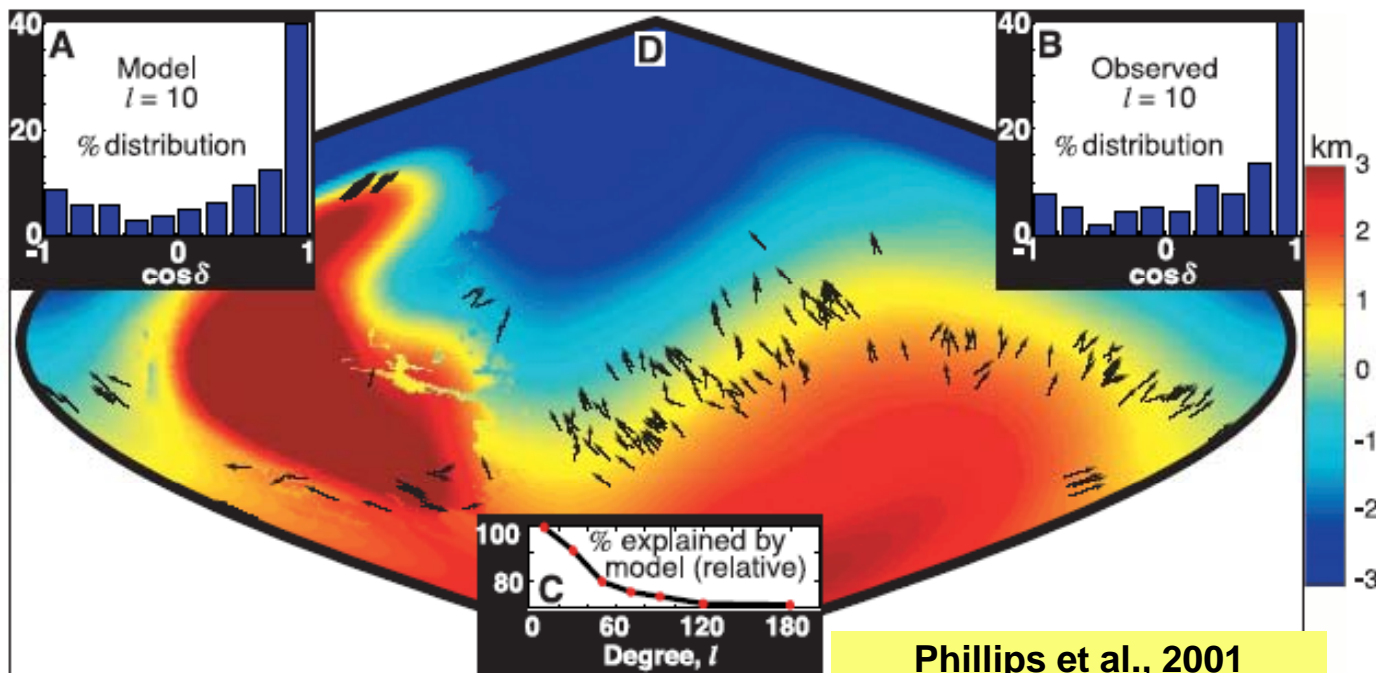 40
20
0
A
Model
l = 10
% distribution
-1 0 1
cosδ
D
40
20
0
B
Observed
l = 10
% distribution
-1 0 1
cosδ
km
3
2
1
0
-1
-2
-3
100
80
% explained by
model (relative)
C
0 60 120 180
Degree, l
Phillips et al., 2001